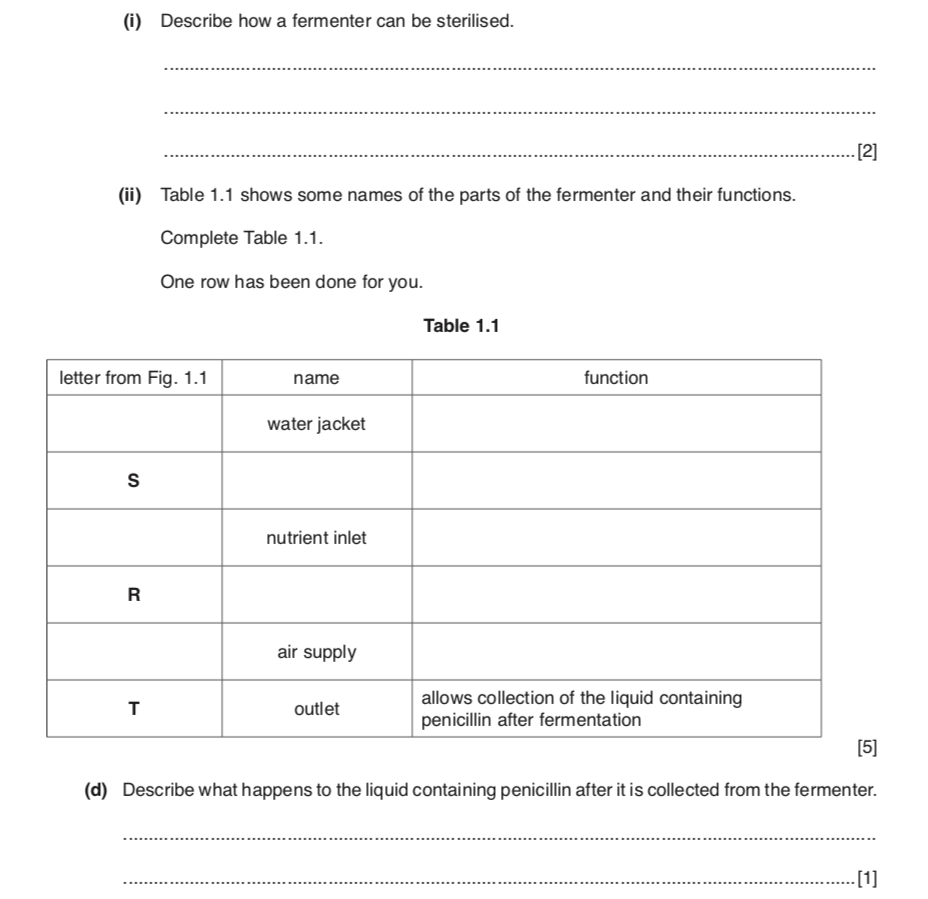 (i) Describe how a fermenter can be sterilised.
[2]
(ii) Table 1.1 shows some names of the parts of the fermenter and their functions.
Complete Table 1.1.
One row has been done for you.
Table 1.1
letter from Fig. 1.1 name function
water jacket
S
nutrient inlet
R
air supply
T outlet allows collection of the liquid containing
penicillin after fermentation
[5]
(d) Describe what happens to the liquid containing penicillin after it is collected from the fermenter.
[1]